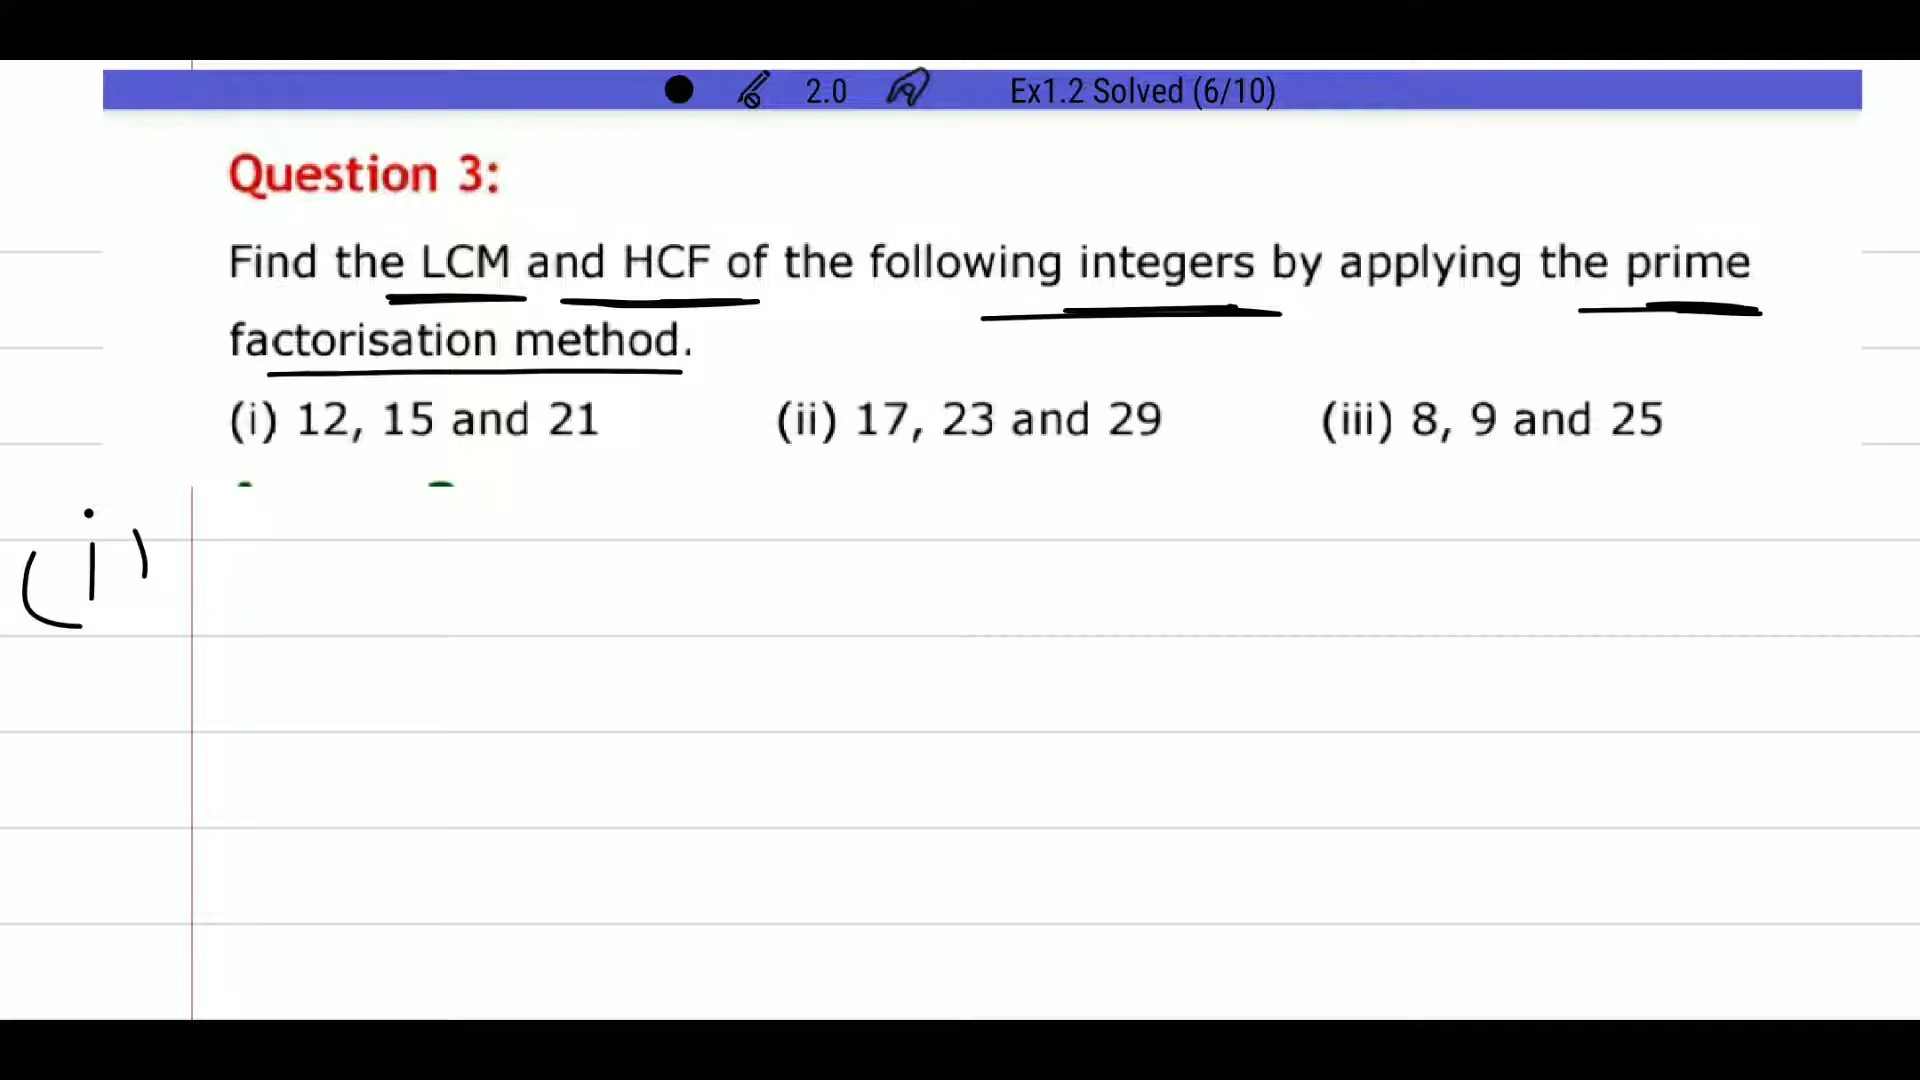 2.0 Ex1.2 Solved (6/10)
Question 3:
Find the LCM and HCF of the following integers by applying the prime
factorisation method.
(i) 12, 15 and 21 (ii) 17, 23 and 29 (iii) 8, 9 and 25
(i)